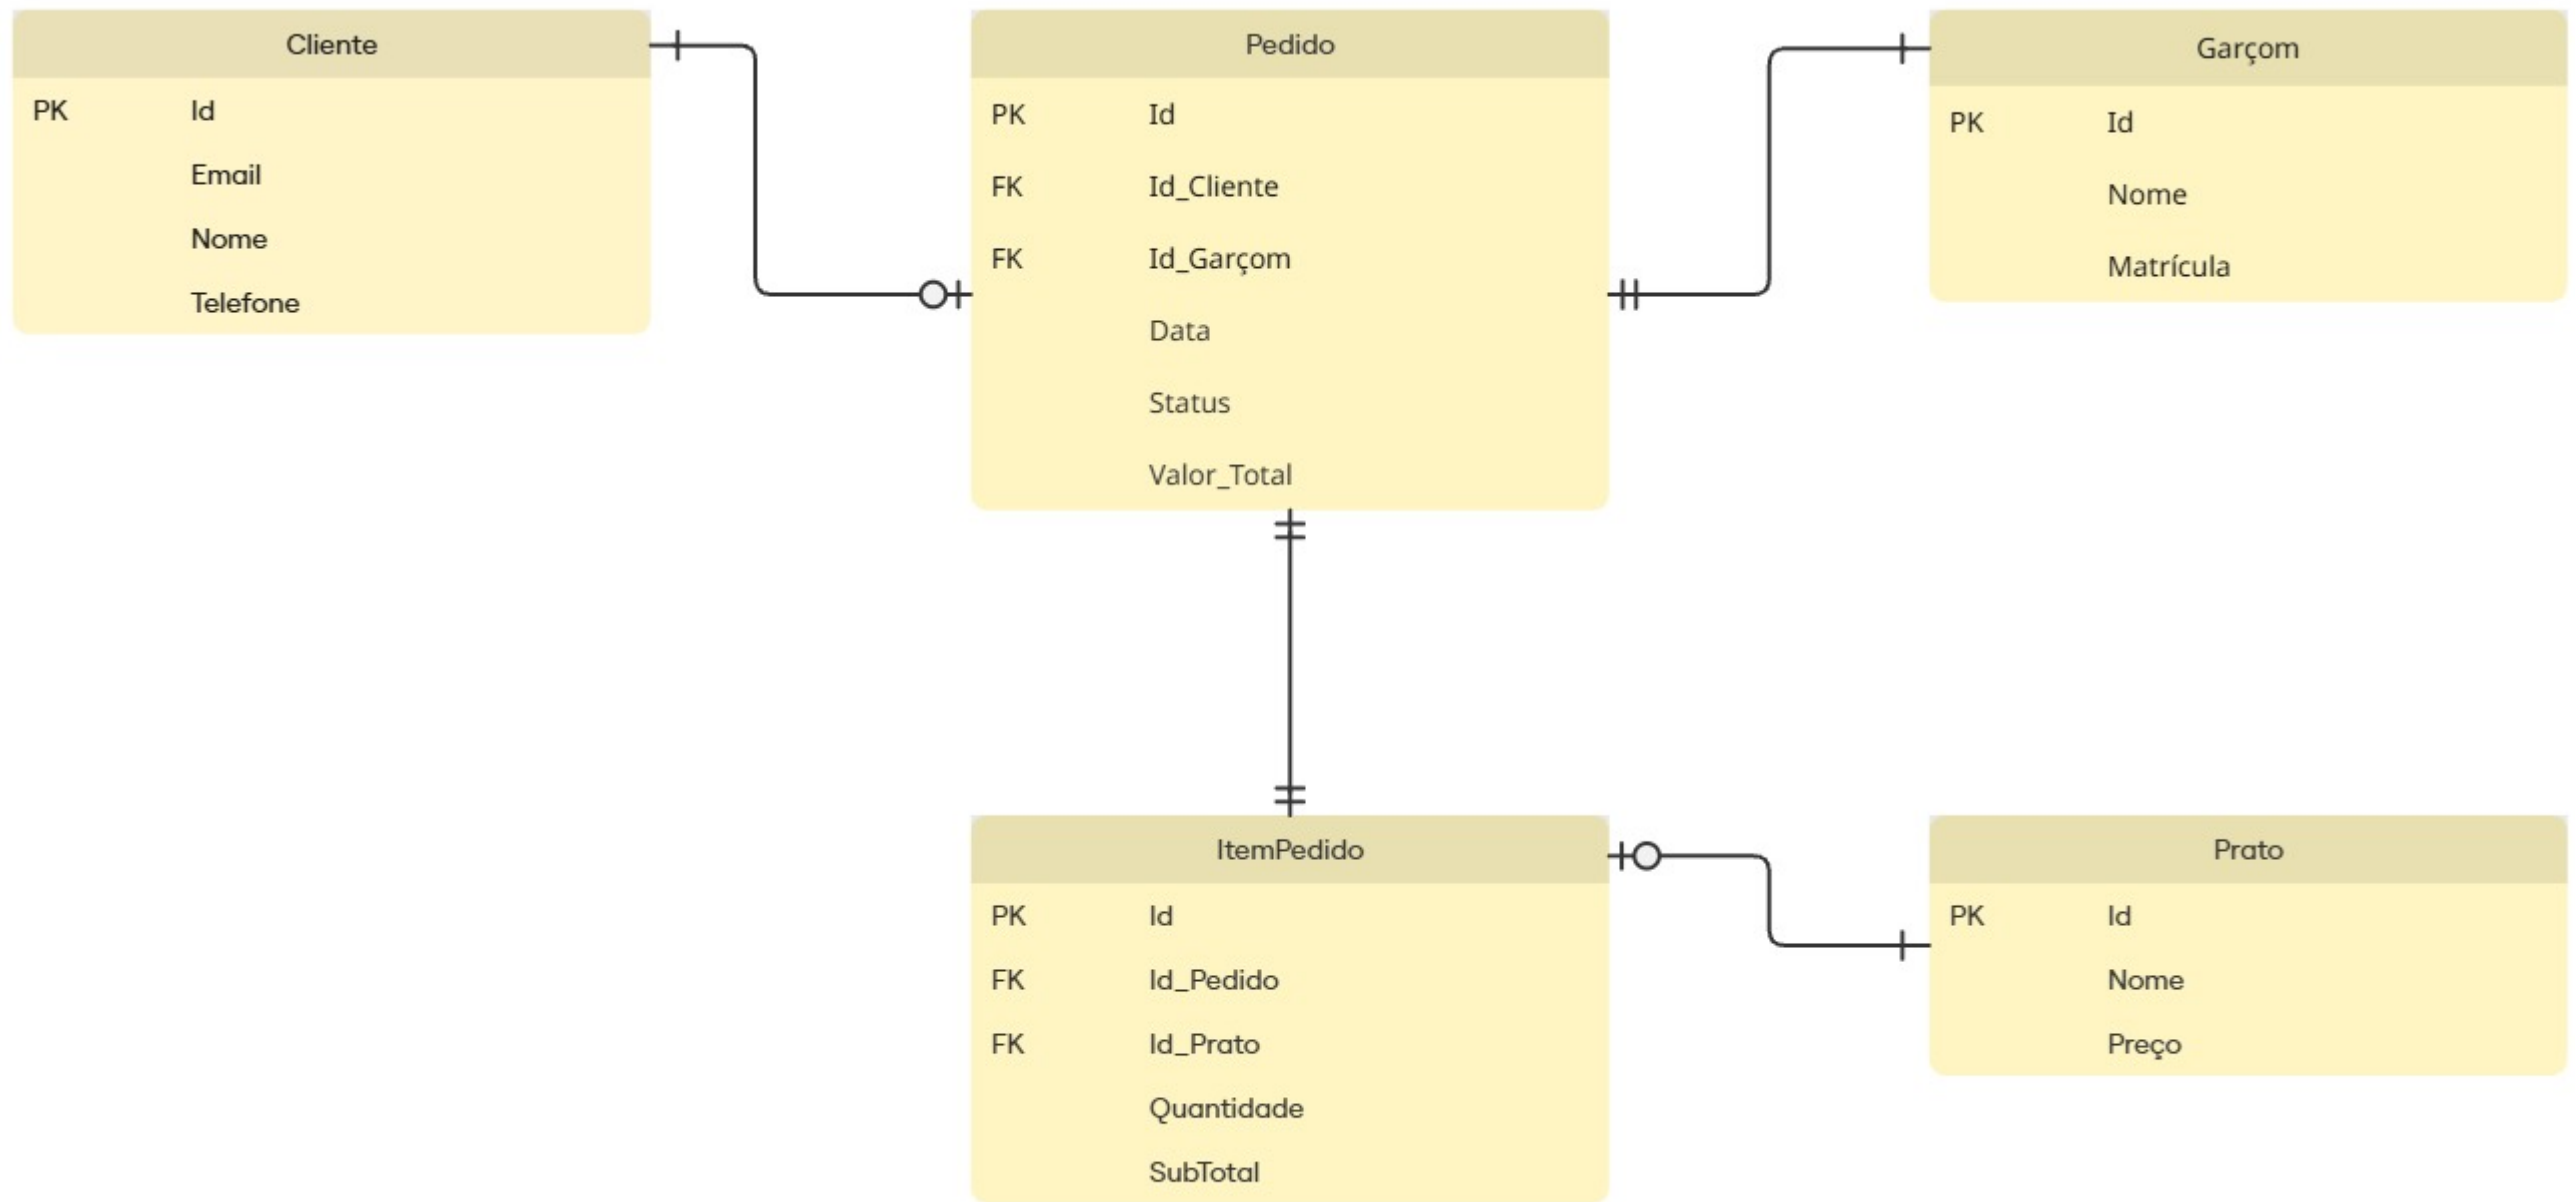 Cliente
PK Id
Email
Nome
Telefone
Pedido
PK Id
FK Id_Cliente
FK Id_Garçom
Data
Status
Valor_Total
Garçom
PK Id
Nome
Matrícula
ItemPedido
PK Id
FK Id_Pedido
FK Id_Prato
Quantidade
SubTotal
Prato
PK Id
Nome
Preço